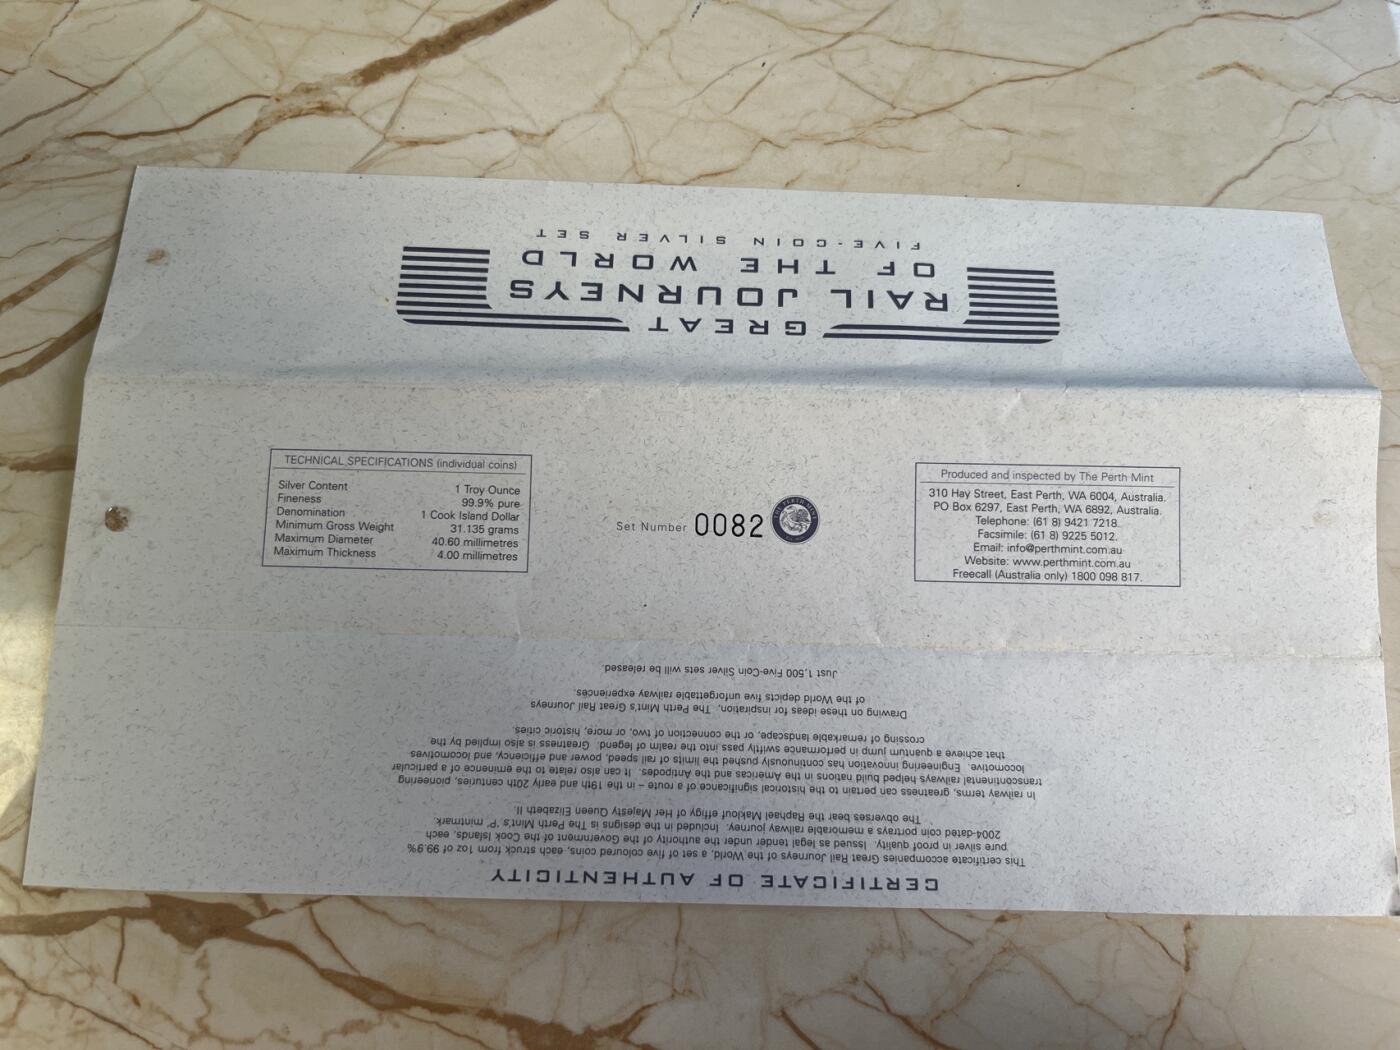 GREAT
RAIL JOURNEYS
OF THE WORLD
FIVE-COIN SILVER SET
TECHNICAL SPECIFICATIONS (individual coins)
Silver Content 1 Troy Ounce
Fineness 99.9% pure
Denomination 1 Cook Island Dollar
Minimum Gross Weight 31.135 grams
Maximum Diameter 40.60 millimetres
Maximum Thickness 4.00 millimetres
Set Number 0082
THE PERTH MINT
Produced and inspected by The Perth Mint
310 Hay Street, East Perth, WA 6004, Australia.
PO Box 6297, East Perth, WA 6892, Australia.
Telephone: (61 8) 9421 7218.
Facsimile: (61 8) 9225 5012.
Email: info@perthmint.com.au
Website: www.perthmint.com.au
Freecall (Australia only) 1800 098 817.
CERTIFICATE OF AUTHENTICITY
This certificate accompanies Great Rail Journeys of the World, a set of five coloured coins, each struck from 1oz of 99.9%
pure silver in proof quality. Issued as legal tender under the authority of the Government of the Cook Islands, each
2004-dated coin portrays a memorable railway journey. Included in the designs is The Perth Mint's 'P' mintmark.
The obverses bear the Raphael Maklouf effigy of Her Majesty Queen Elizabeth II.
In railway terms, greatness can pertain to the historical significance of a route – in the 19th and early 20th centuries, pioneering
transcontinental railways helped build nations in the Americas and the Antipodes. It can also relate to the eminence of a particular
locomotive. Engineering innovation has continuously pushed the limits of rail speed, power and efficiency, and locomotives
that achieve a quantum jump in performance swiftly pass into the realm of legend. Greatness is also implied by the
crossing of remarkable landscape, or the connection of two, or more, historic cities.
Drawing on these ideas for inspiration, The Perth Mint's Great Rail Journeys
of the World depicts five unforgettable railway experiences.
Just 1,500 Five-Coin Silver sets will be released.